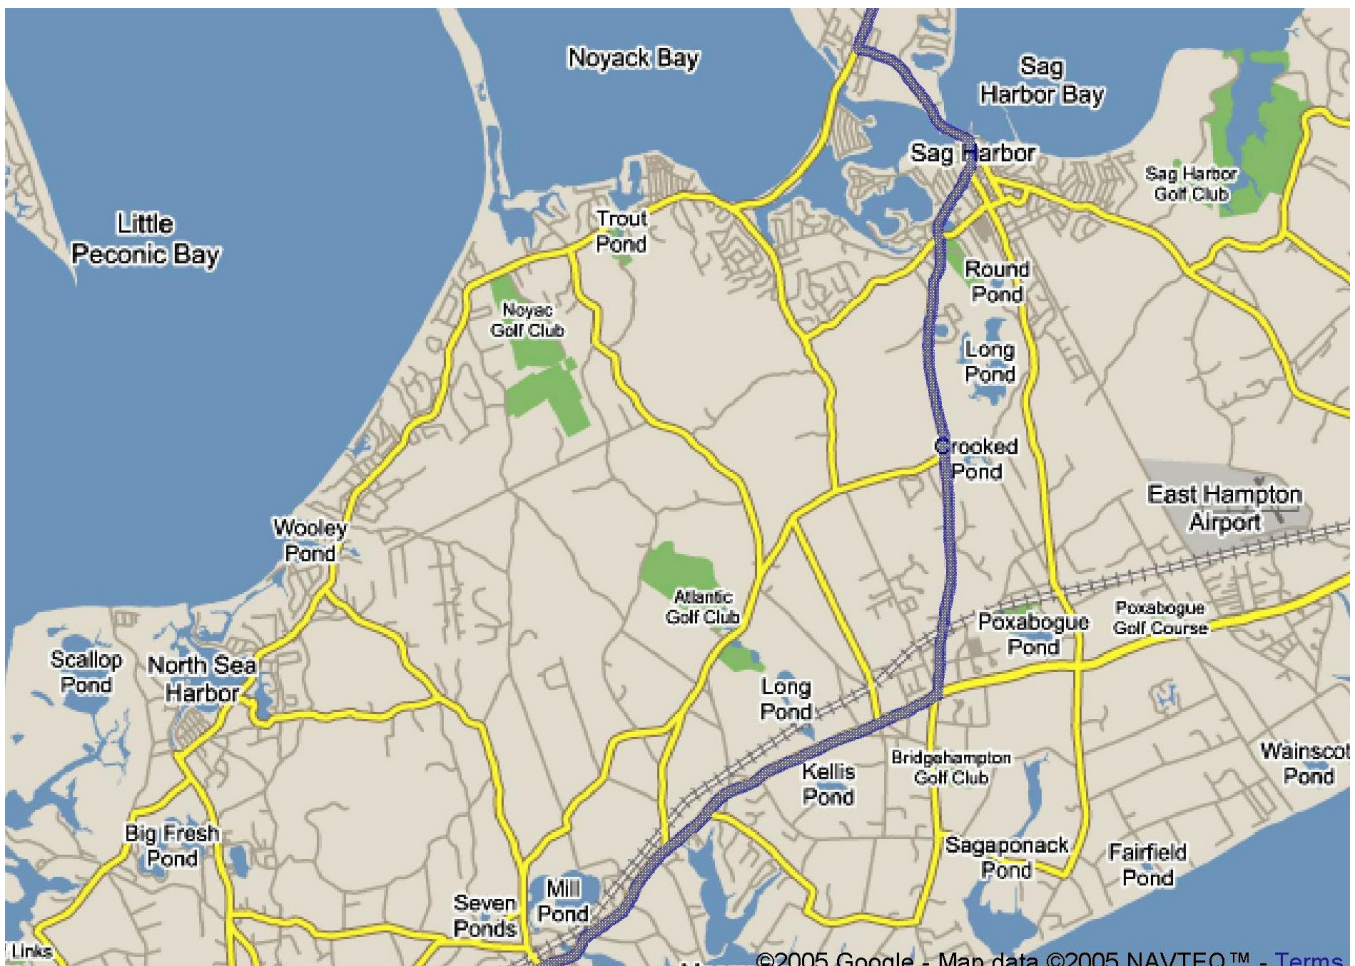 Noyack Bay
Sag
Harbor Bay
Sag Harbor
Sag Harbor
Golf Club
Little
Peconic Bay
Trout
Pond
Round
Pond
Noyac
Golf Club
Long
Pond
Crooked
Pond
East Hampton
Airport
Wooley
Pond
Atlantic
Golf Club
Poxabogue
Pond
Poxabogue
Golf Course
Scallop
Pond
North Sea
Harbor
Long
Pond
Kellis
Pond
Bridgehampton
Golf Club
Wainscot
Pond
Big Fresh
Pond
Sagaponack
Pond
Fairfield
Pond
Seven
Ponds
Mill
Pond
Links
©2005 Google - Map data ©2005 NAVTEQ™ - Terms